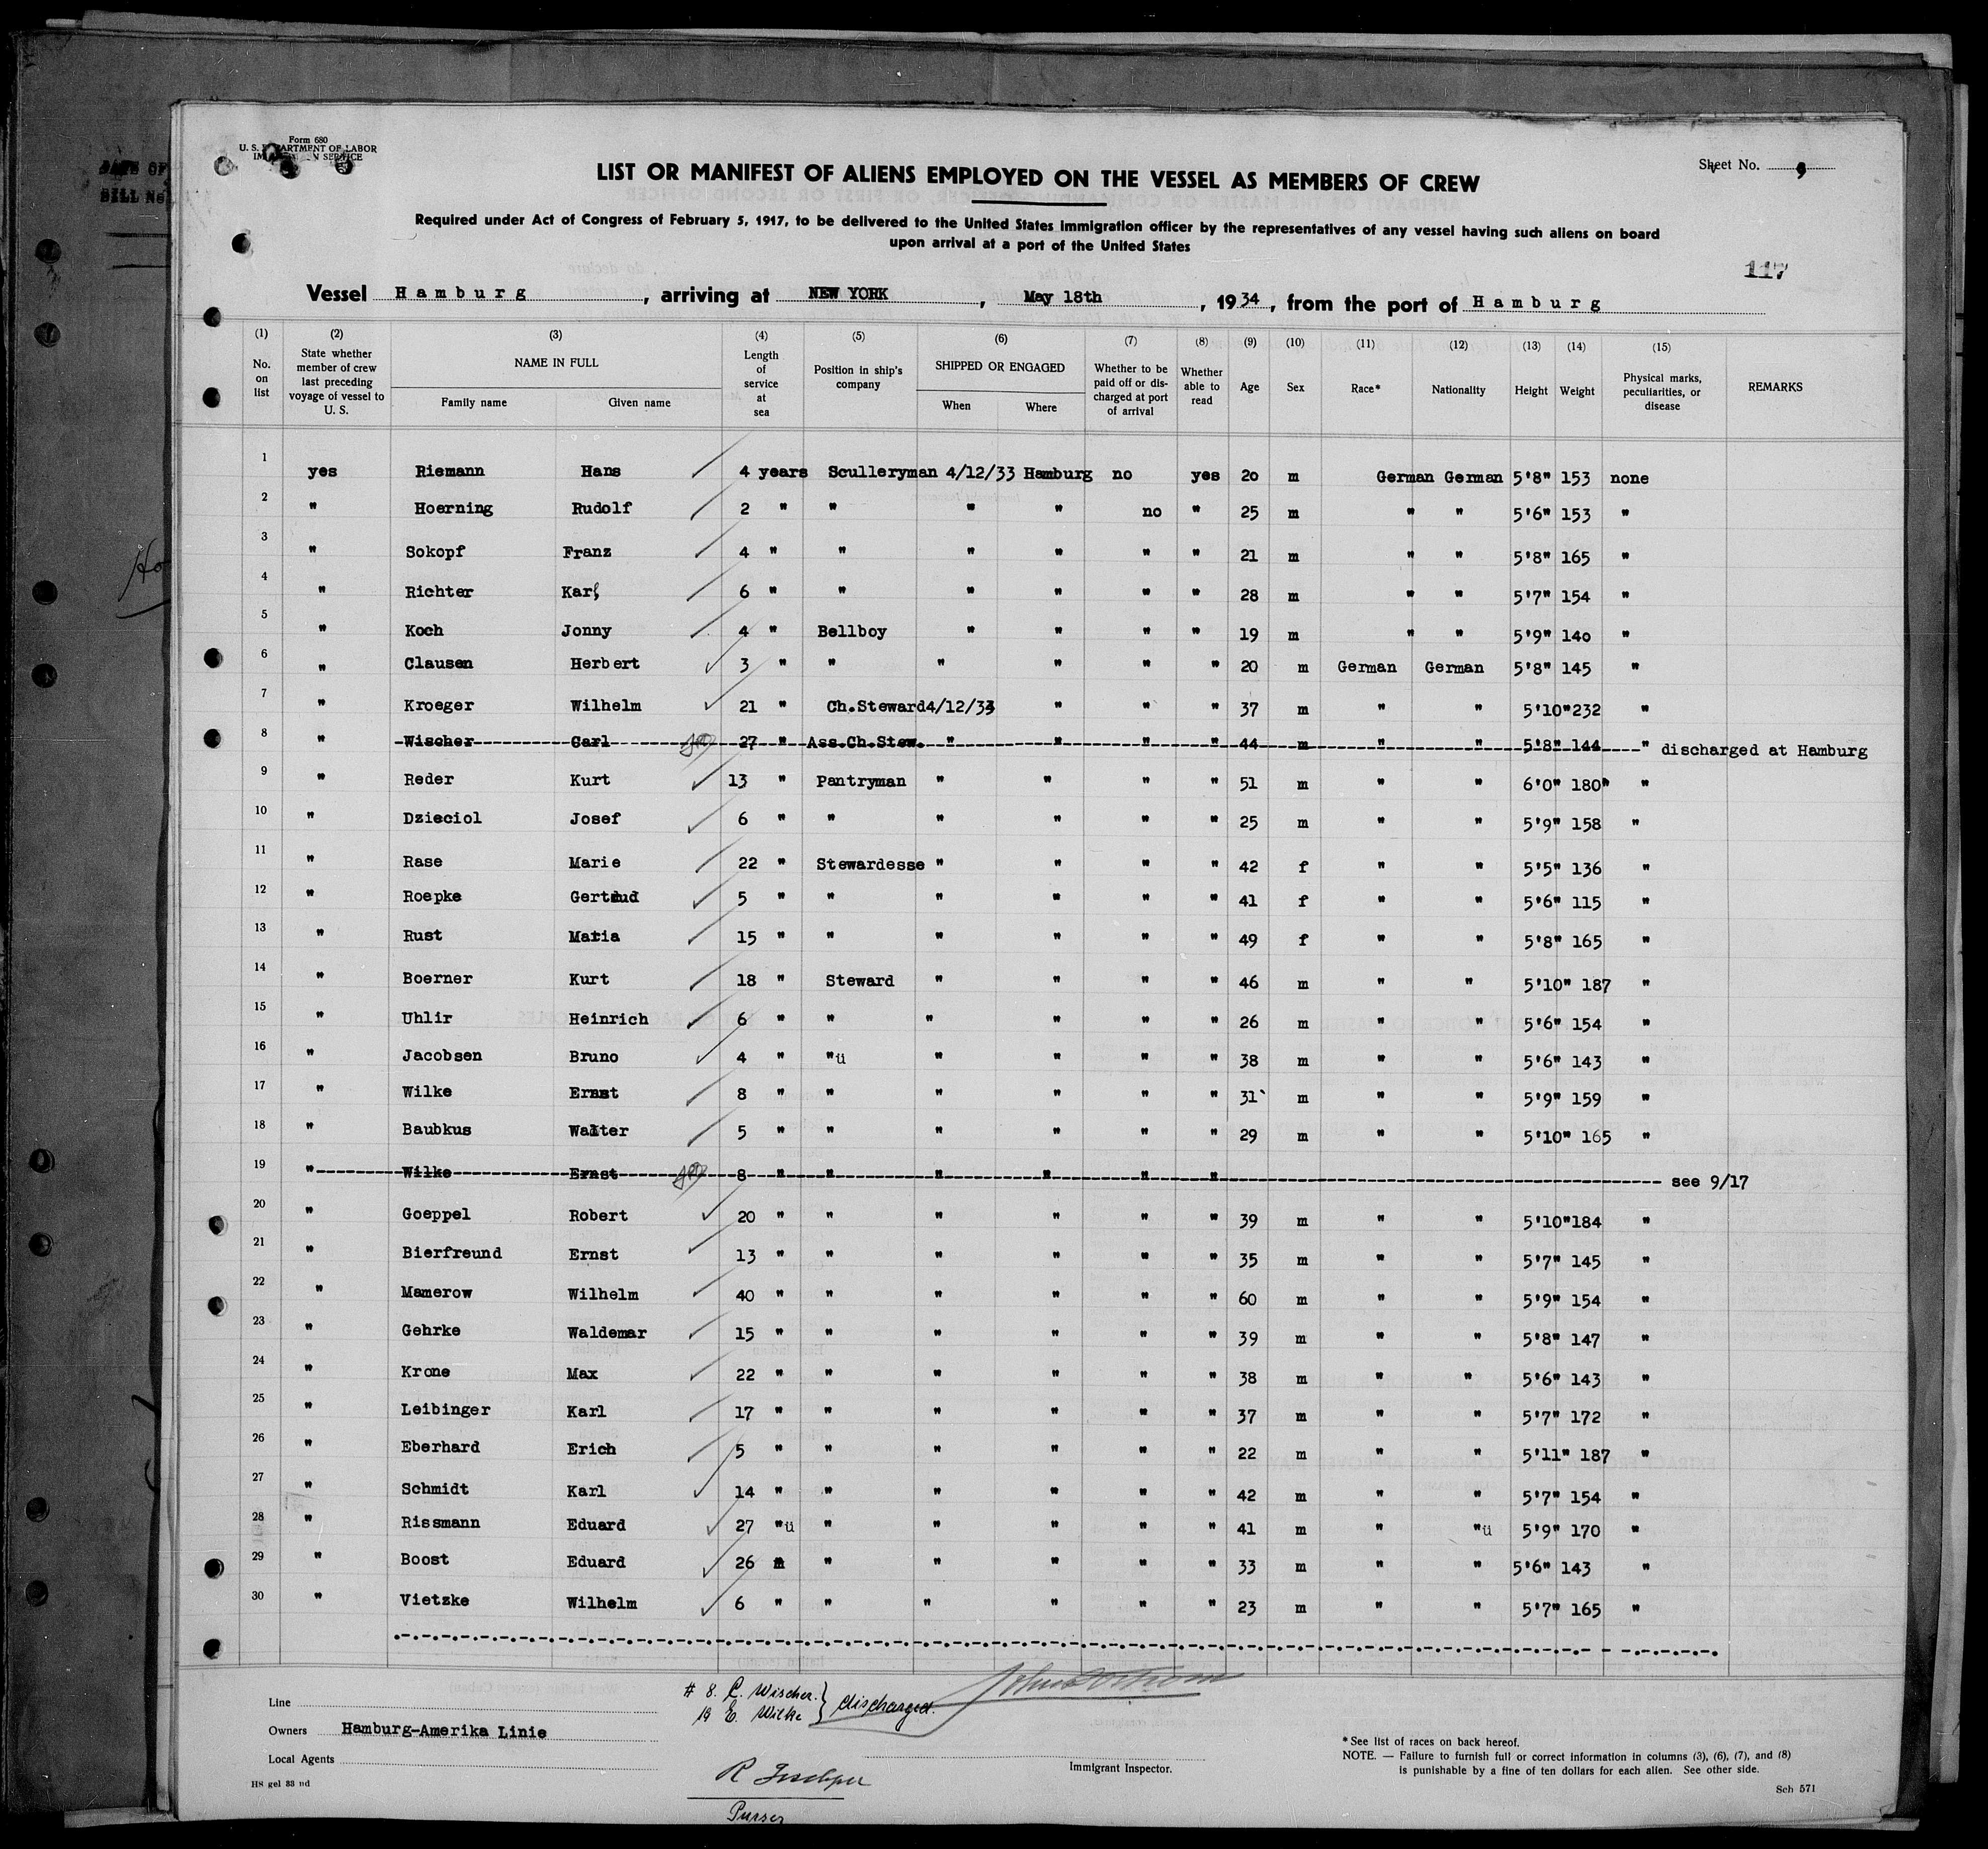 Form 680
U. S. DEPARTMENT OF LABOR
IMMIGRATION SERVICE
LIST OR MANIFEST OF ALIENS EMPLOYED ON THE VESSEL AS MEMBERS OF CREW
Sheet No. 9
Required under Act of Congress of February 5, 1917, to be delivered to the United States immigration officer by the representatives of any vessel having such aliens on board
upon arrival at a port of the United States
117
Vessel Hamburg, arriving at NEW YORK, May 18th, 1934, from the port of Hamburg
(1) (2) (3) (4) (5) (6) (7) (8) (9) (10) (11) (12) (13) (14) (15)
No. on list | State whether member of crew last preceding voyage of vessel to U. S. | NAME IN FULL Family name Given name | Length of service at sea | Position in ship's company | SHIPPED OR ENGAGED When Where | Whether to be paid off or discharged at port of arrival | Whether able to read | Age | Sex | Race* | Nationality | Height | Weight | Physical marks, peculiarities, or disease | REMARKS
1 yes Riemann Hans 4 years Sculleryman 4/12/33 Hamburg no yes 20 m German German 5'8" 153 none
2 " Hoerning Rudolf 2 " " " " no " 25 m " " 5'6" 153 "
3 " Sokopf Franz 4 " " " " " " 21 m " " 5'8" 165 "
4 " Richter Karl 6 " " " " " " 28 m " " 5'7" 154 "
5 " Koch Jonny 4 " Bellboy " " " " 19 m " " 5'9" 140 "
6 " Clausen Herbert 3 " " " " " " 20 m German German 5'8" 145 "
7 " Kroeger Wilhelm 21 " Ch.Steward 4/12/33 " " " 37 m " " 5'10" 232 "
8 " Wischer Carl 27 " Ass.Ch.Stew. " " " " 44 m " " 5'8" 144 " discharged at Hamburg
9 " Reder Kurt 13 " Pantryman " " " " 51 m " " 6'0" 180" "
10 " Dzieciol Josef 6 " " " " " " 25 m " " 5'9" 158 "
11 " Rase Marie 22 " Stewardesse " " " " 42 f " " 5'5" 136 "
12 " Roepke Gertrud 5 " " " " " " 41 f " " 5'6" 115 "
13 " Rust Maria 15 " " " " " " 49 f " " 5'8" 165 "
14 " Boerner Kurt 18 " Steward " " " " 46 m " " 5'10" 187 "
15 " Uhlir Heinrich 6 " " " " " " 26 m " " 5'6" 154 "
16 " Jacobsen Bruno 4 " "ü " " " " 38 m " " 5'6" 143 "
17 " Wilke Ernst 8 " " " " " " 31 m " " 5'9" 159 "
18 " Baubkus Walter 5 " " " " " " 29 m " " 5'10" 165 "
19 " Wilke Ernst 8 " " " " " " see 9/17
20 " Goeppel Robert 20 " " " " " " 39 m " " 5'10" 184 "
21 " Bierfreund Ernst 13 " " " " " " 35 m " " 5'7" 145 "
22 " Mamerow Wilhelm 40 " " " " " " 60 m " " 5'9" 154 "
23 " Gehrke Waldemar 15 " " " " " " 39 m " " 5'8" 147 "
24 " Krone Max 22 " " " " " " 38 m " " 5'6" 143 "
25 " Leibinger Karl 17 " " " " " " 37 m " " 5'7" 172 "
26 " Eberhard Erich 5 " " " " " " 22 m " " 5'11" 187 "
27 " Schmidt Karl 14 " " " " " " 42 m " " 5'7" 154 "
28 " Rissmann Eduard 27 "ü " " " " " 41 m " "ü 5'9" 170 "
29 " Boost Eduard 26 " " " " " " 33 m " " 5'6" 143 "
30 " Vietzke Wilhelm 6 " " " " " " 23 m " " 5'7" 165 "
# 8. C. Wischer.
19 E. Wilke } discharged.
Line
Owners Hamburg-Amerika Linie
Local Agents
HS gel 33 nd
Purser
Immigrant Inspector.
* See list of races on back hereof.
NOTE. — Failure to furnish full or correct information in columns (3), (6), (7), and (8)
is punishable by a fine of ten dollars for each alien. See other side.
Sch 571
BILL No